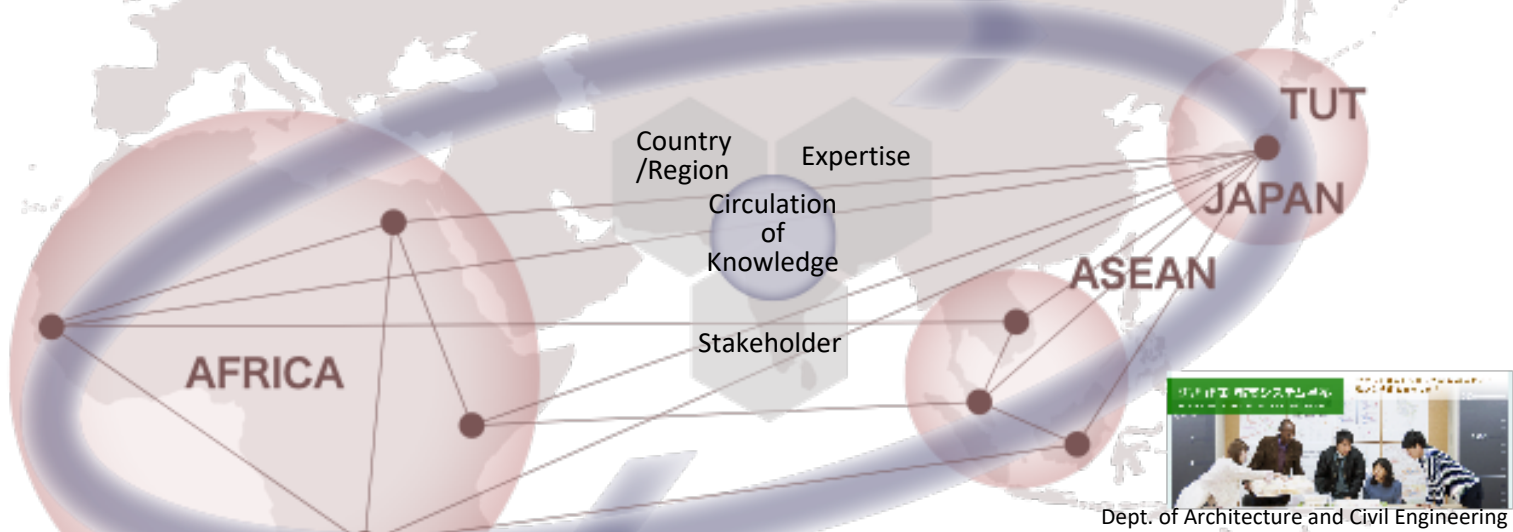 TUT
Country
/Region
Expertise
JAPAN
Circulation
of
Knowledge
ASEAN
Stakeholder
AFRICA
Dept. of Architecture and Civil Engineering